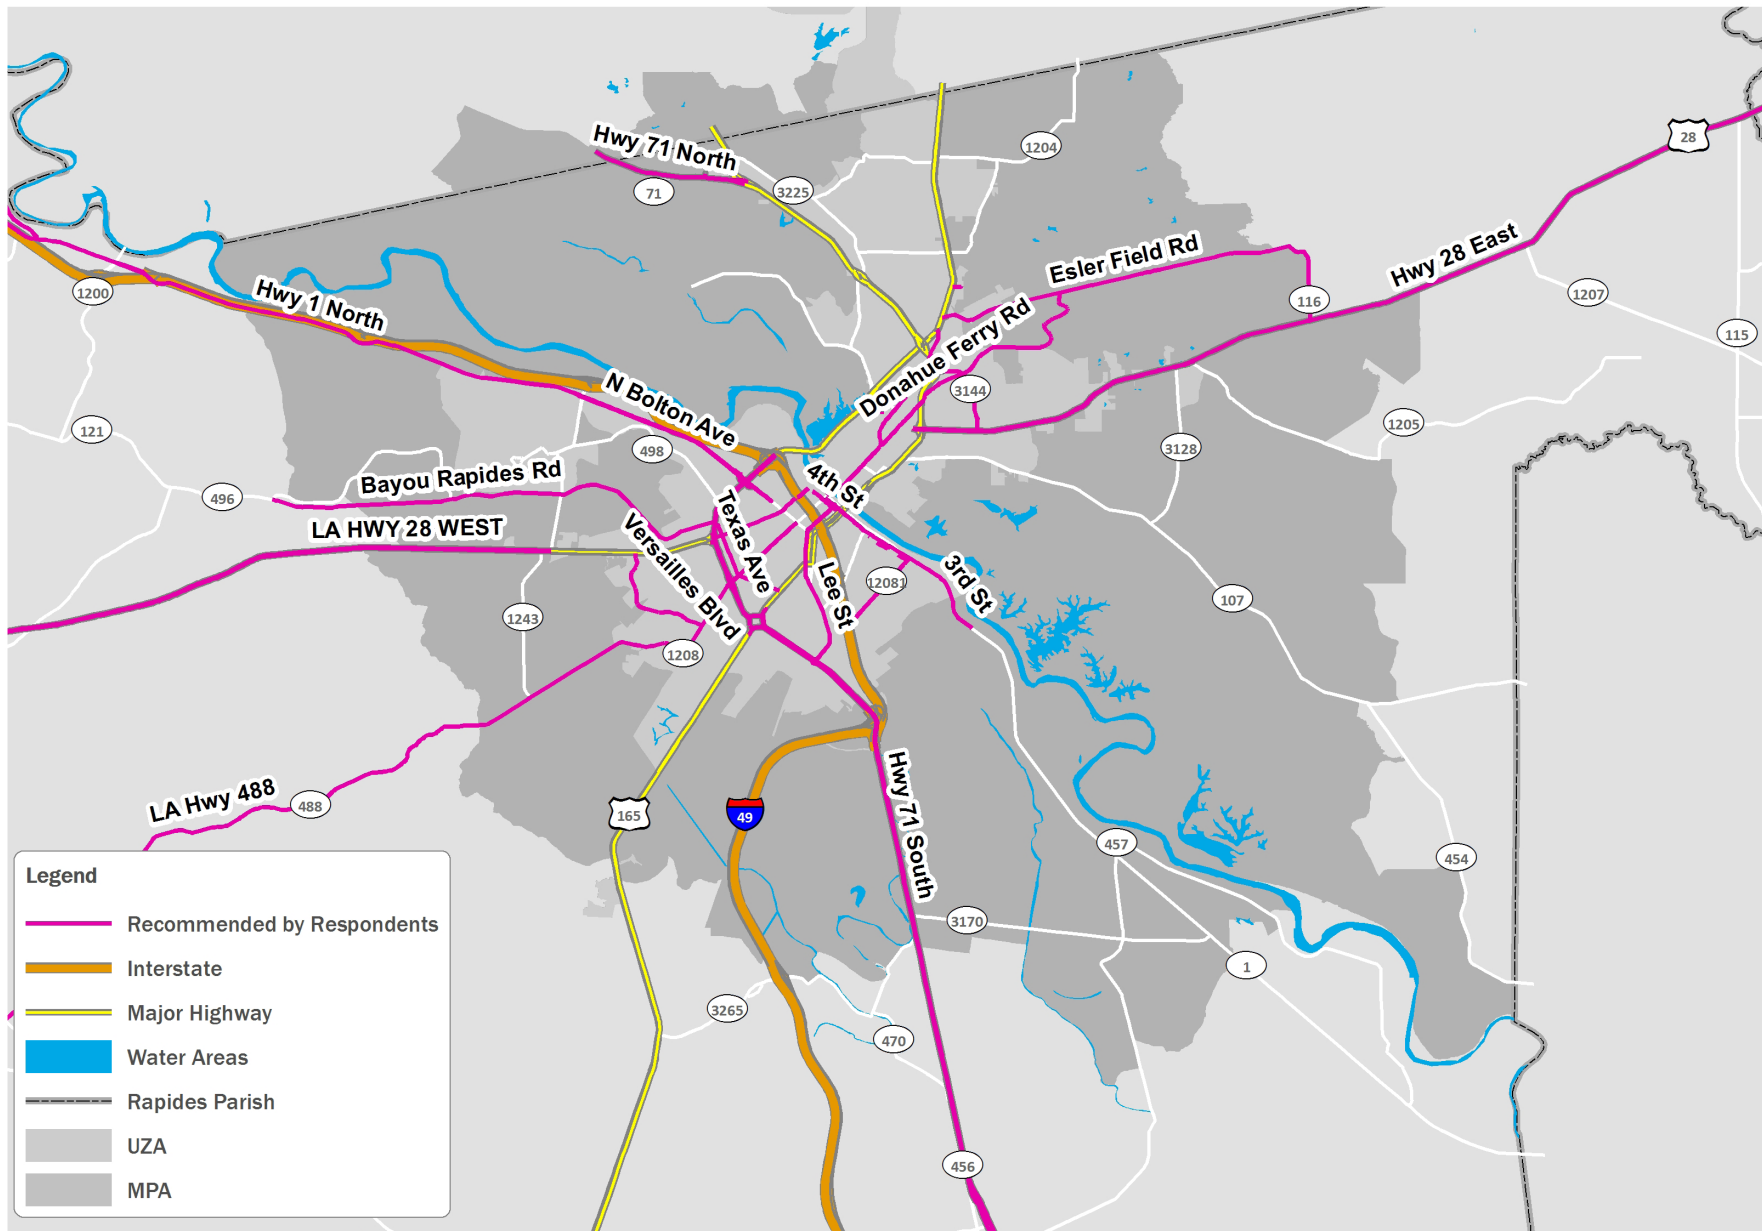 Hwy 71 North
71
3225
1204
28
Hwy 28 East
Esler Field Rd
116
1207
115
1200
Hwy 1 North
Donahue Ferry Rd
3144
N Bolton Ave
121
498
3128
1205
Bayou Rapides Rd
496
4th St
LA HWY 28 WEST
Texas Ave
Versailles Blvd
Lee St
12081
3rd St
107
1243
1208
LA Hwy 488
488
165
49
Hwy 71 South
457
454
3170
1
3265
470
456
Legend
Recommended by Respondents
Interstate
Major Highway
Water Areas
Rapides Parish
UZA
MPA